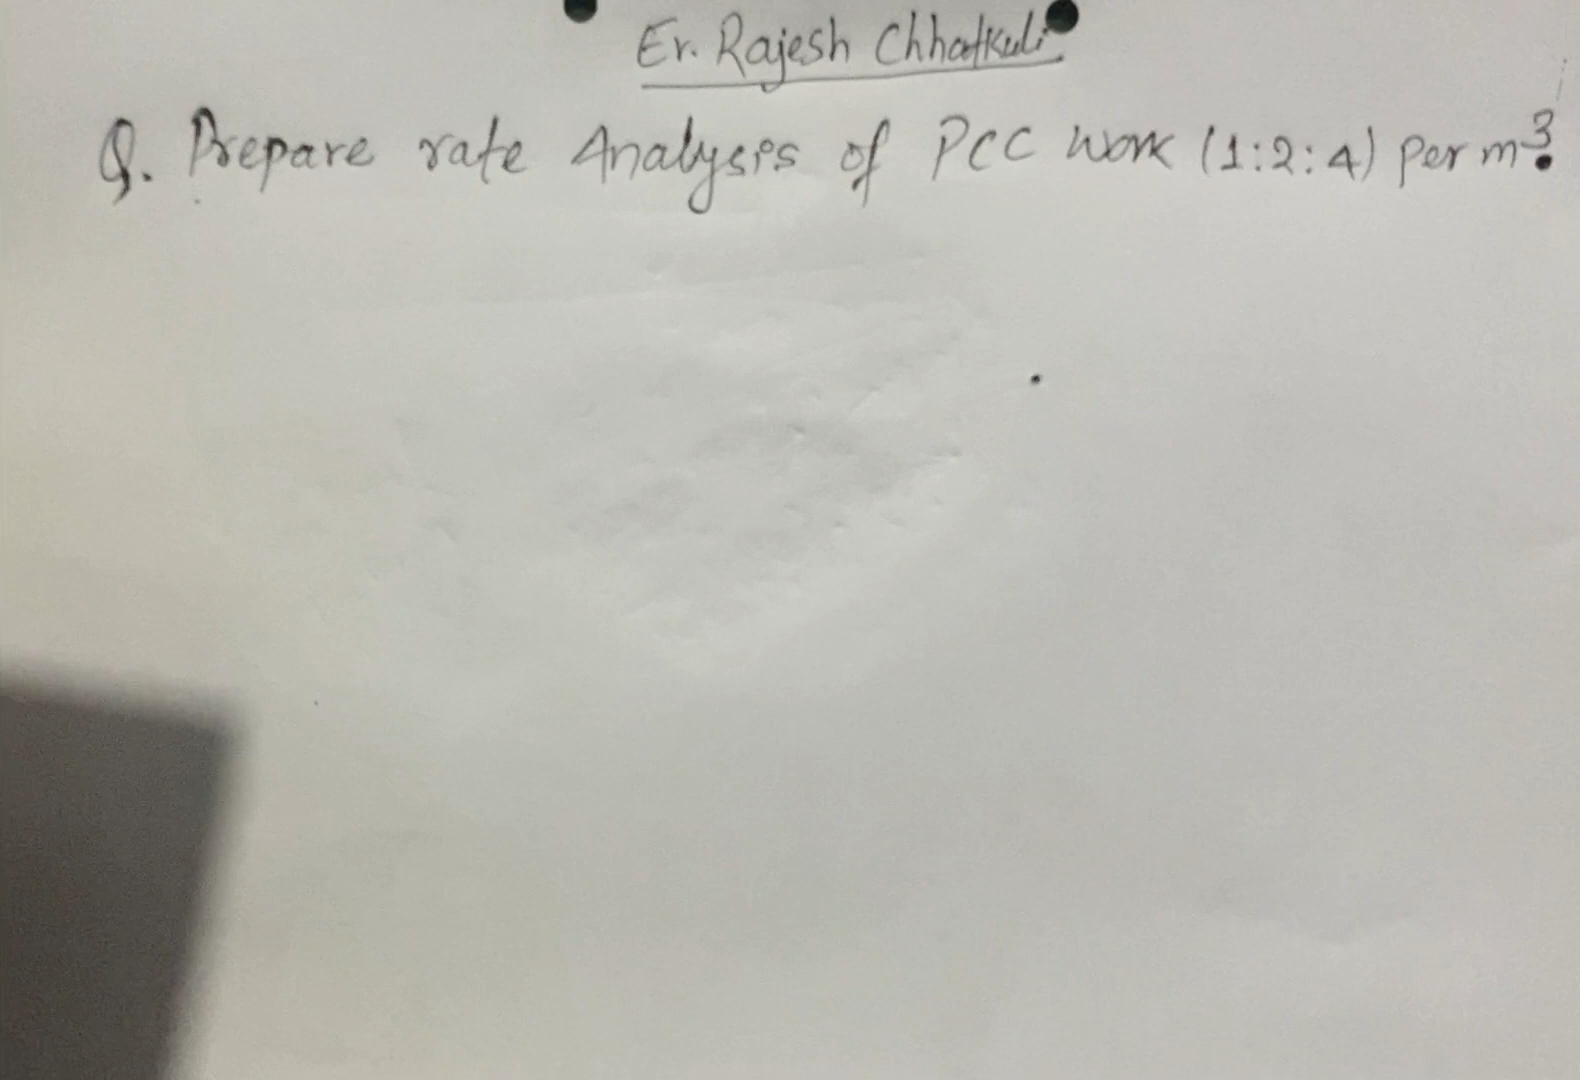 Er. Rajesh Chhatkuli
Q. Prepare rate Analysis of PCC work (1:2:4) per m³.